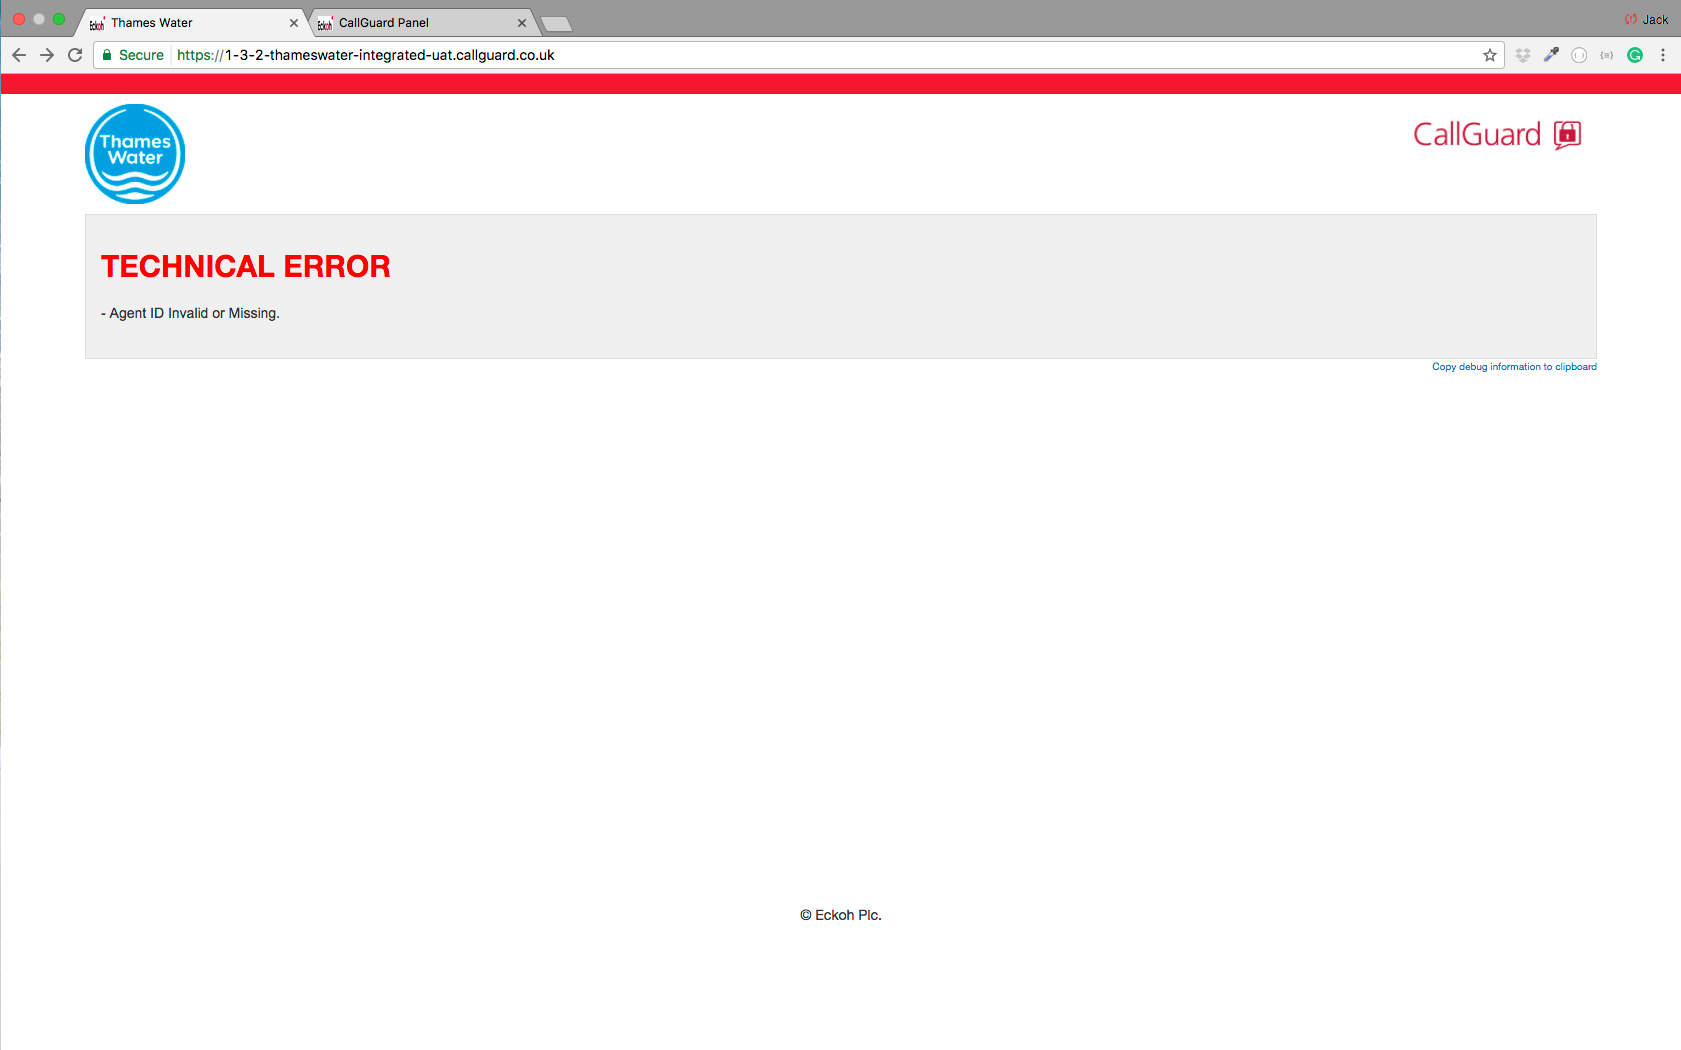 Eckoh Thames Water
Eckoh CallGuard Panel
Jack
Secure https://1-3-2-thameswater-integrated-uat.callguard.co.uk
Thames
Water
CallGuard
TECHNICAL ERROR
- Agent ID Invalid or Missing.
Copy debug information to clipboard
© Eckoh Plc.